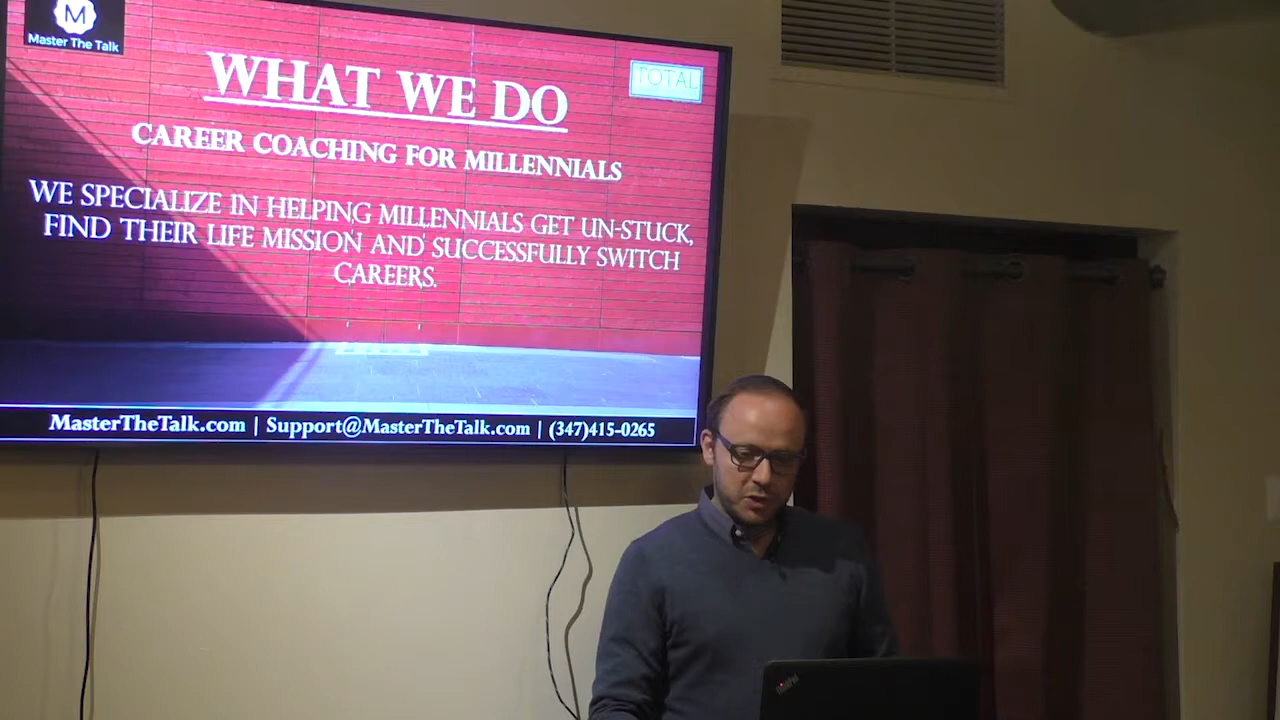 M
Master The Talk
TOTAL
WHAT WE DO
CAREER COACHING FOR MILLENNIALS
WE SPECIALIZE IN HELPING MILLENNIALS GET UN-STUCK,
FIND THEIR LIFE MISSION AND SUCCESSFULLY SWITCH
CAREERS.
MasterTheTalk.com | Support@MasterTheTalk.com | (347)415-0265
ThinkPad